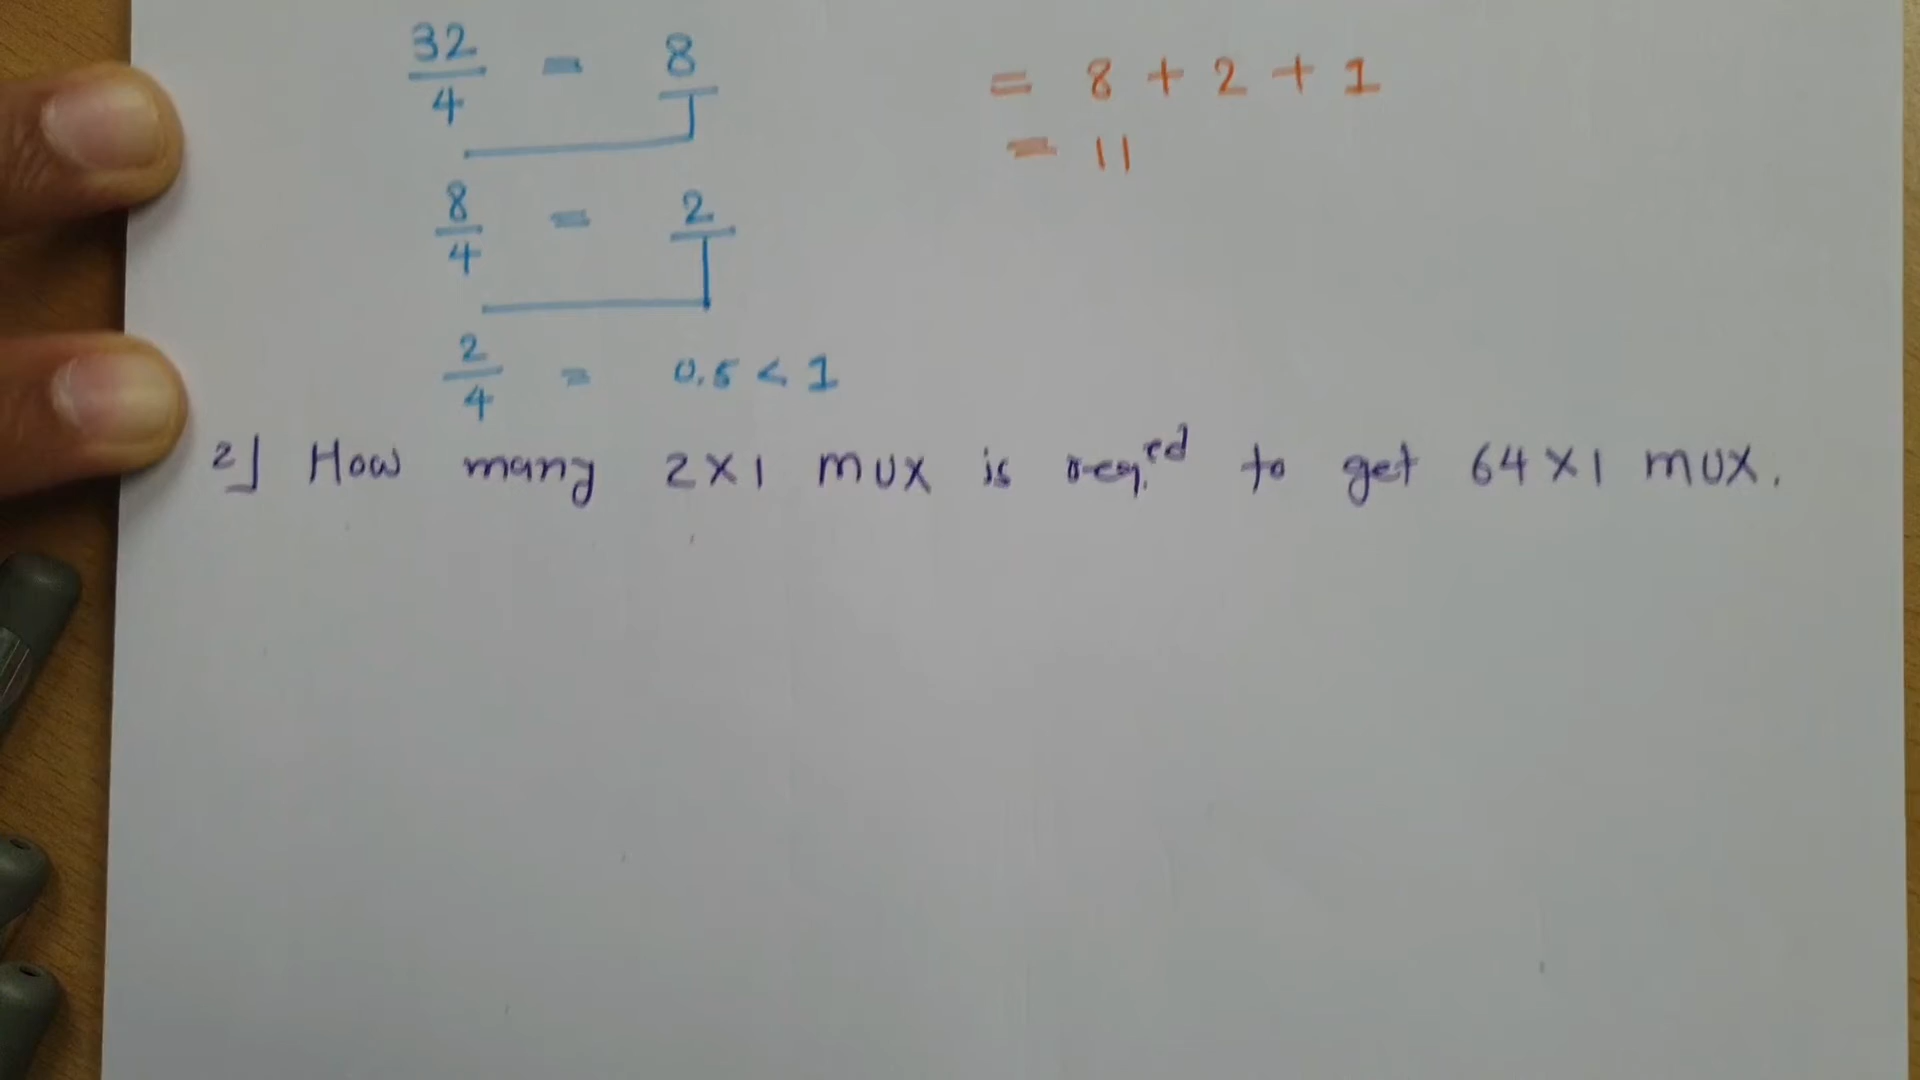 32/4 = 8
= 8 + 2 + 1
= 11
8/4 = 2
2/4 = 0.5 < 1
2] How many 2X1 MUX is req.ed to get 64X1 MUX.